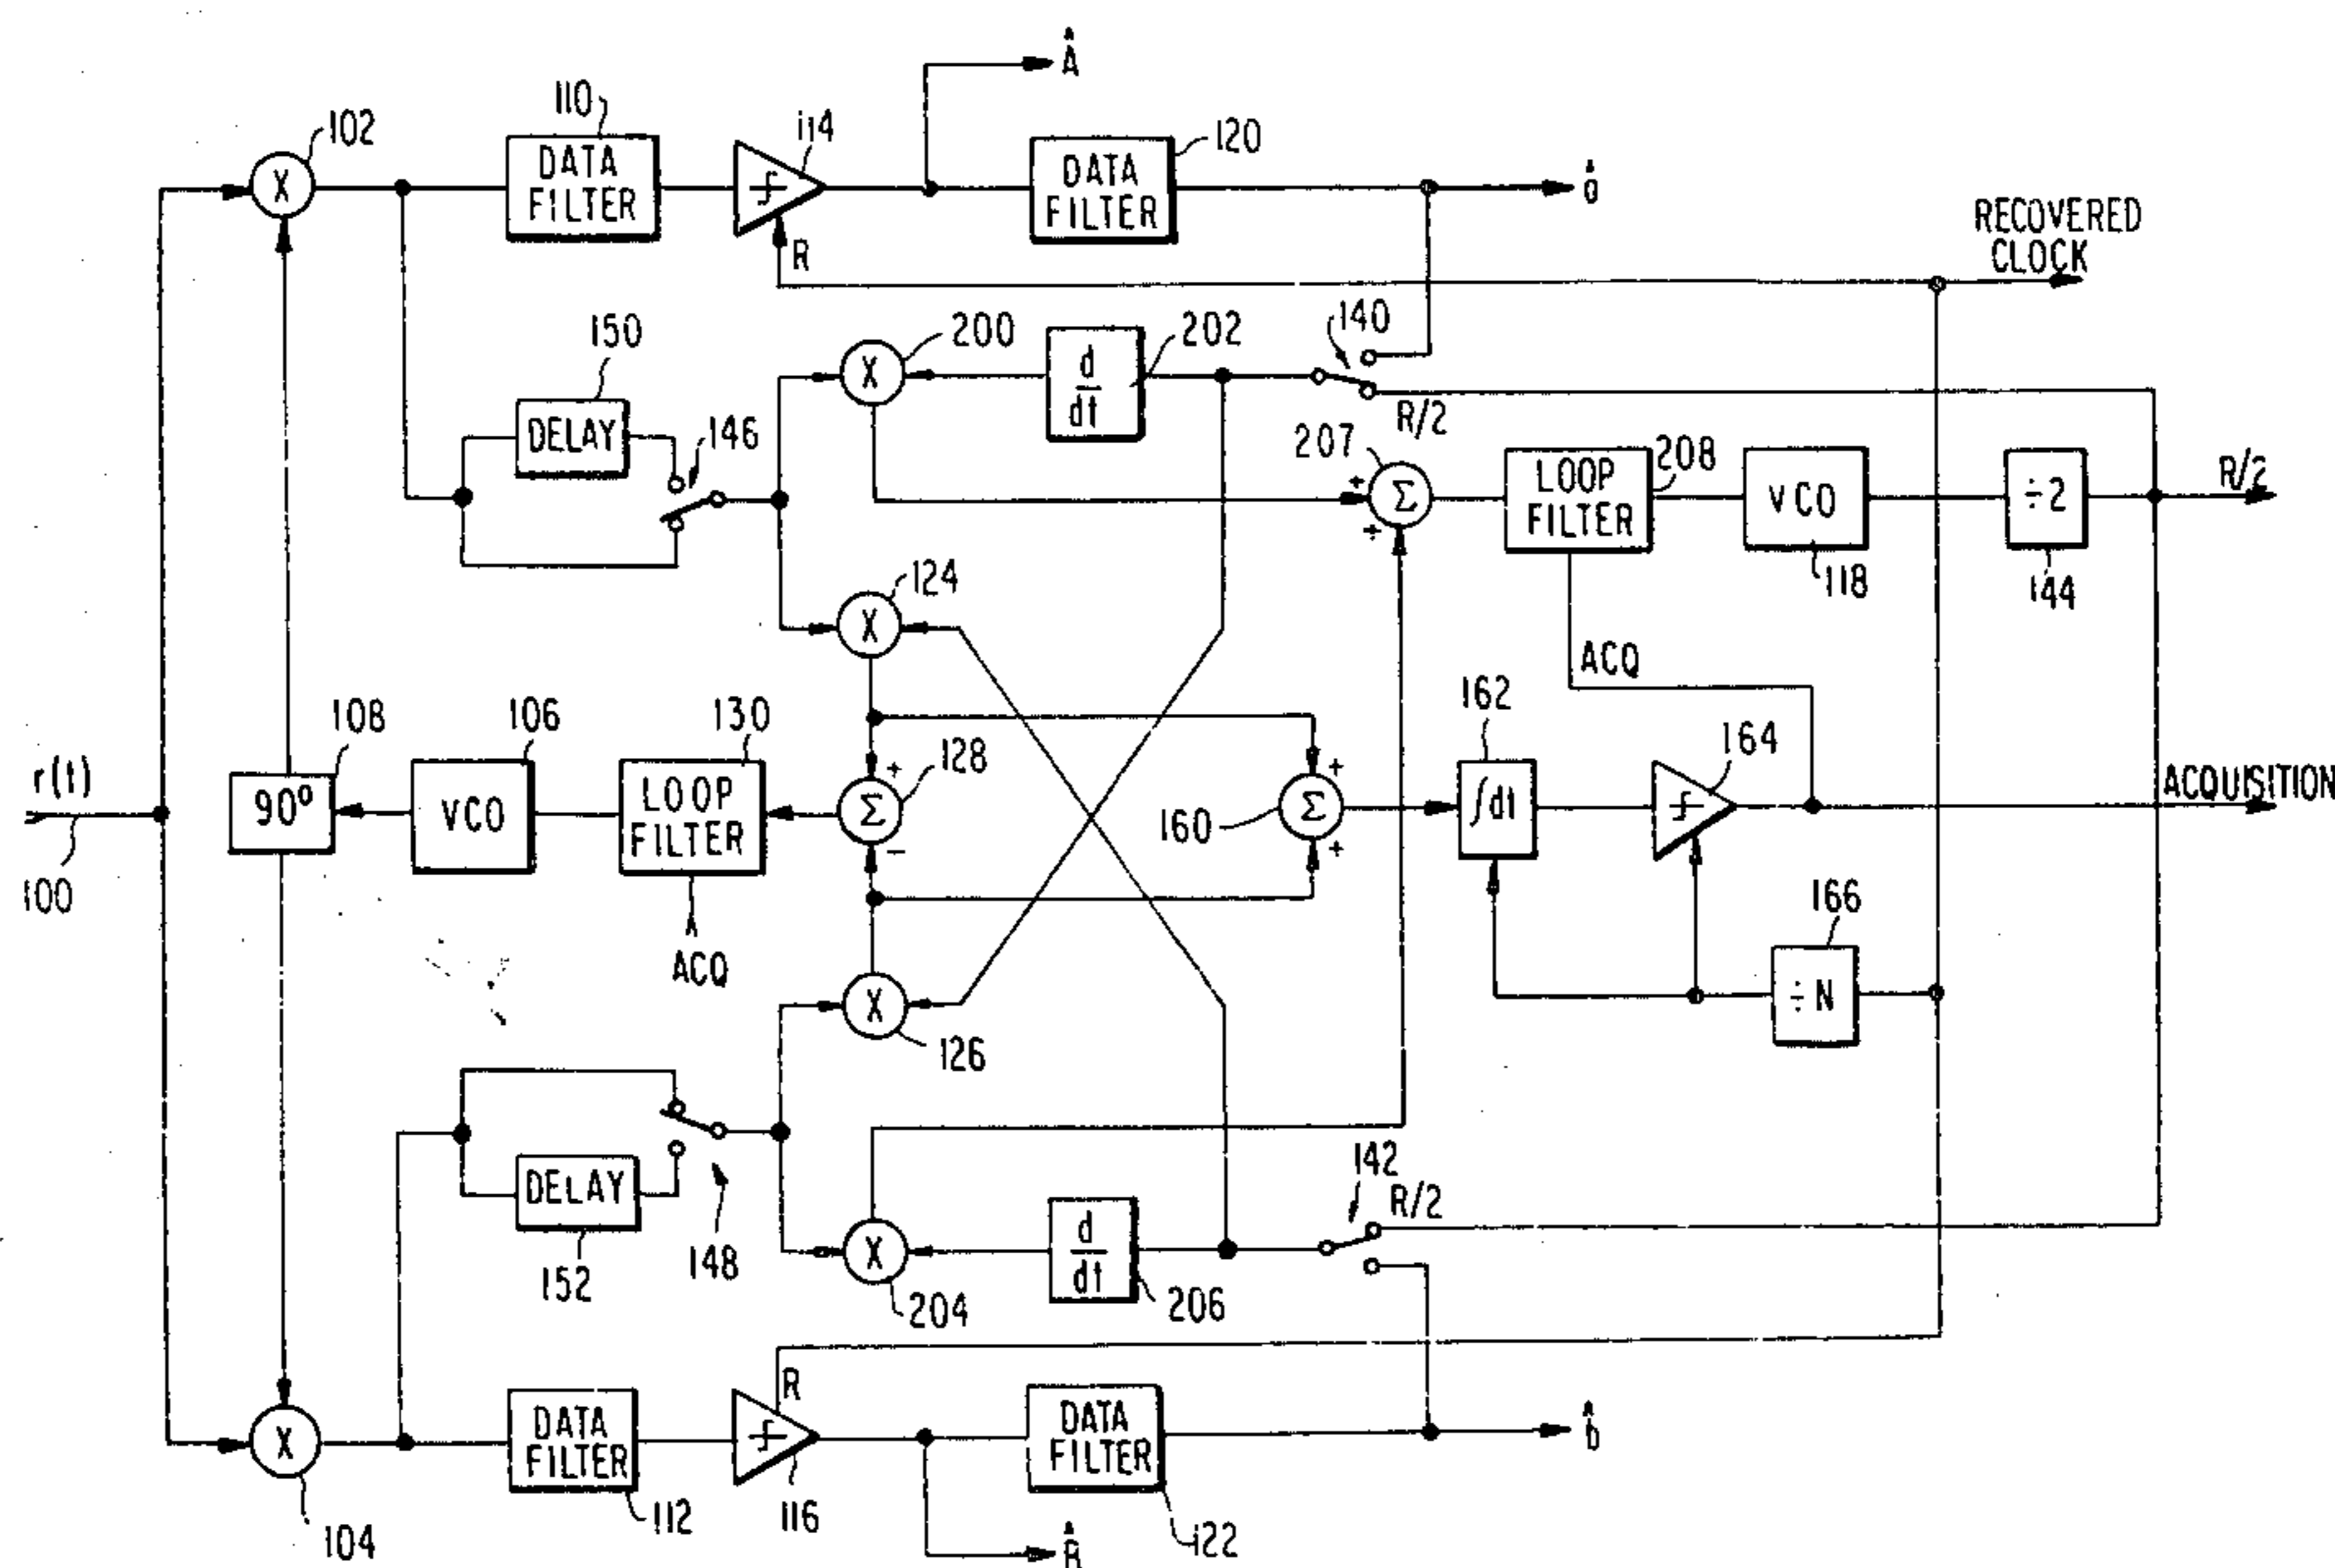 Â
110
102
114
120
DATA
FILTER
X
DATA
FILTER
â
R
RECOVERED
CLOCK
150
200
202
140
X
d
dt
DELAY
146
R/2
207
208
R/2
+
Σ
+
LOOP
FILTER
VCO
÷2
124
118
144
X
ACQ
108
106
130
162
r(t)
+
128
+
164
90°
VCO
LOOP
FILTER
Σ
160
Σ
∫dt
ACQUISITION
-
+
100
166
ACQ
X
÷N
126
142
R/2
DELAY
148
d
dt
152
X
204
206
R
X
DATA
FILTER
DATA
FILTER
b̂
104
112
116
122
B̂